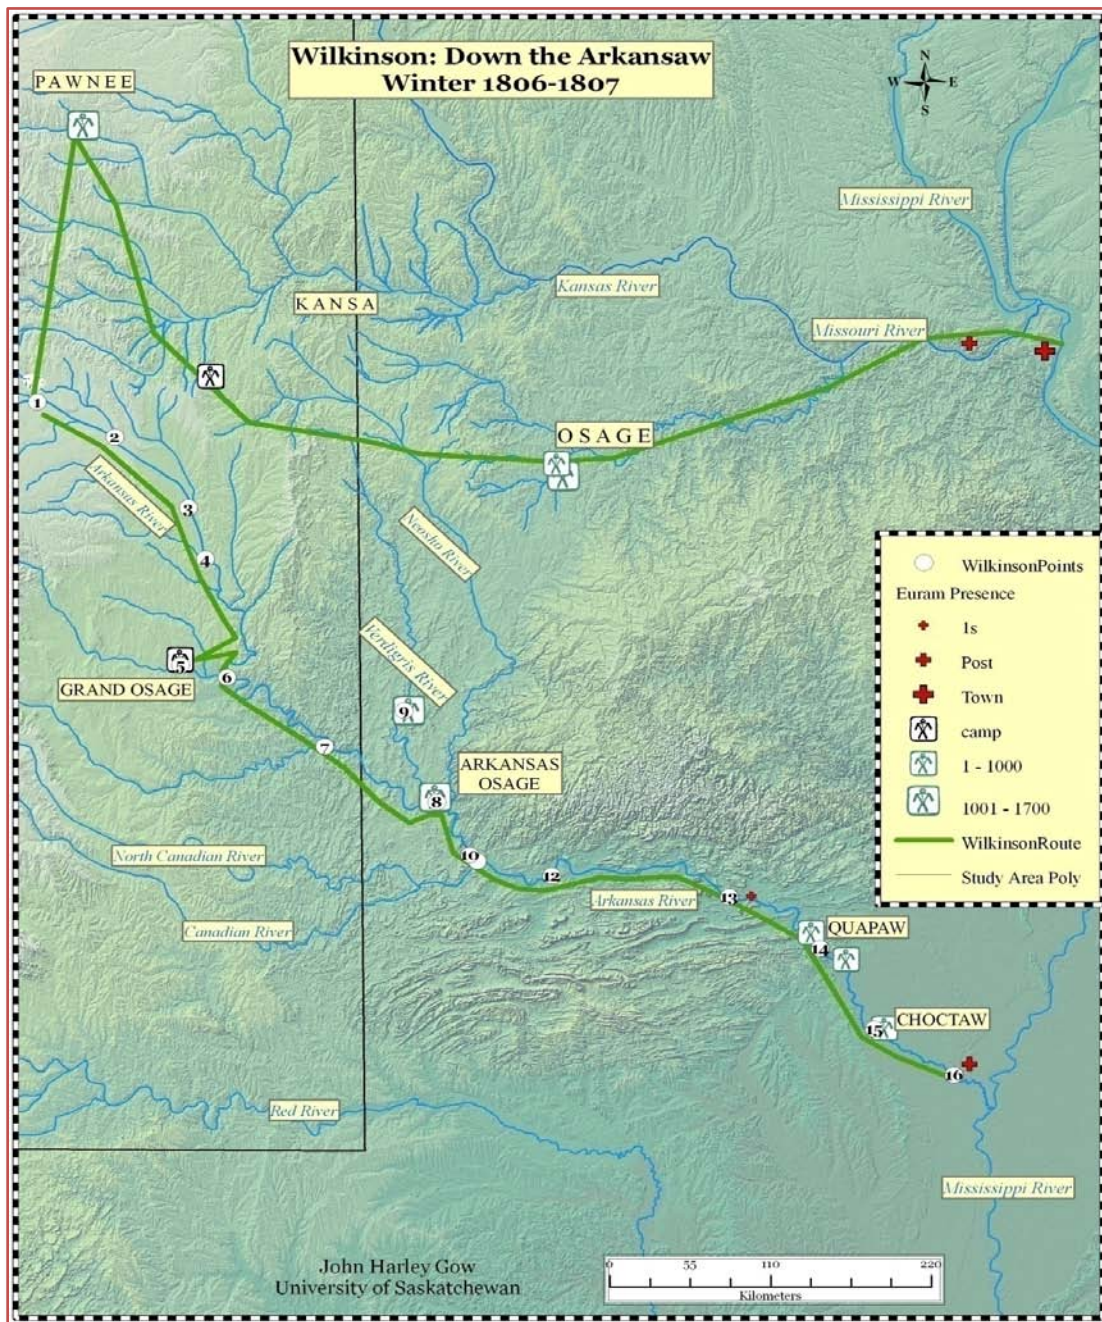 Wilkinson: Down the Arkansaw
Winter 1806-1807
N
W E
S
PAWNEE
Mississippi River
Kansas River
KANSA
Missouri River
1
2
OSAGE
Arkansas River
3
Neosho River
4
WilkinsonPoints
Euram Presence
1s
Post
Town
camp
1 - 1000
1001 - 1700
WilkinsonRoute
Study Area Poly
Verdigris River
5
6
GRAND OSAGE
9
7
ARKANSAS
OSAGE
8
North Canadian River
10
12
13
Arkansas River
Canadian River
QUAPAW
14
CHOCTAW
15
16
Red River
Mississippi River
John Harley Gow
University of Saskatchewan
0 55 110 220
Kilometers